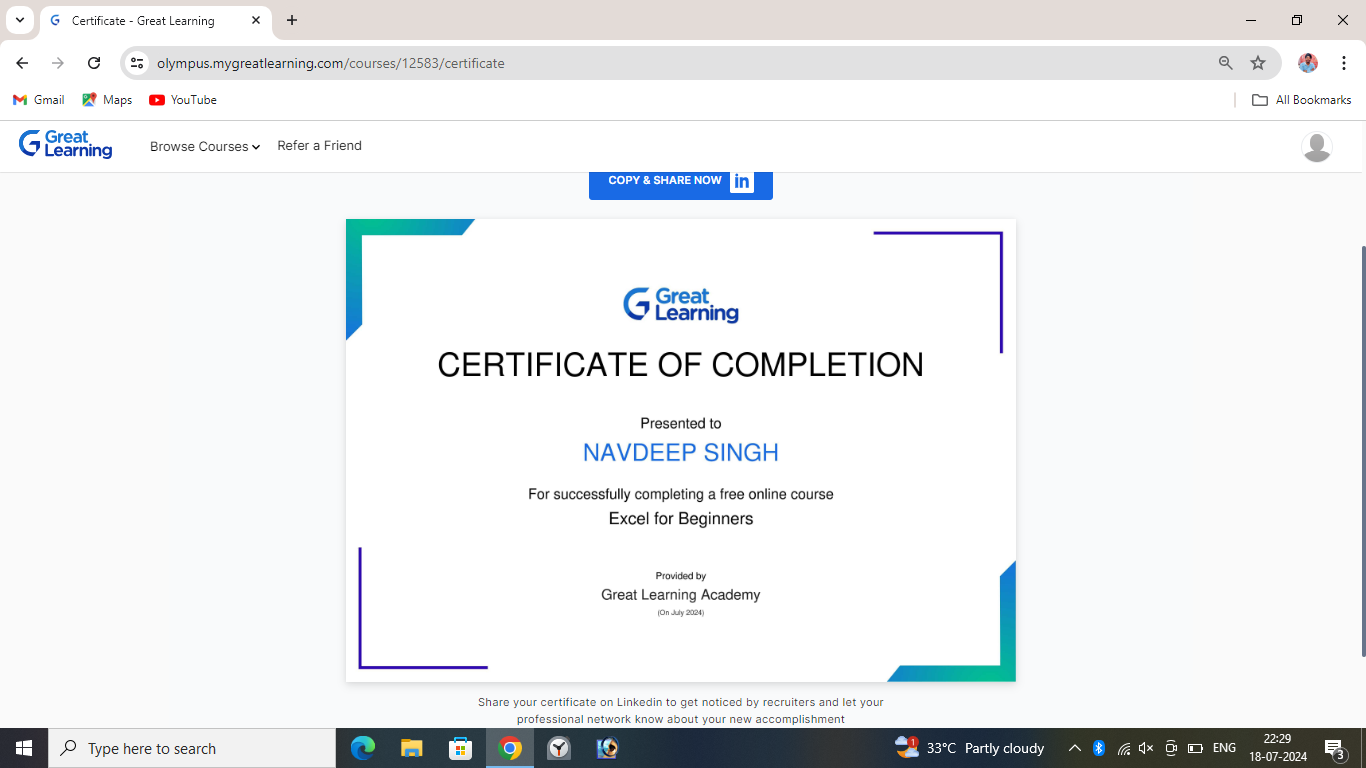 Certificate - Great Learning
olympus.mygreatlearning.com/courses/12583/certificate
Gmail Maps YouTube All Bookmarks
Great Learning
Browse Courses Refer a Friend
COPY & SHARE NOW in
Great
Learning
CERTIFICATE OF COMPLETION
Presented to
NAVDEEP SINGH
For successfully completing a free online course
Excel for Beginners
Provided by
Great Learning Academy
(On July 2024)
Share your certificate on Linkedin to get noticed by recruiters and let your
professional network know about your new accomplishment
Type here to search
33°C Partly cloudy
ENG
22:29
18-07-2024
3
1